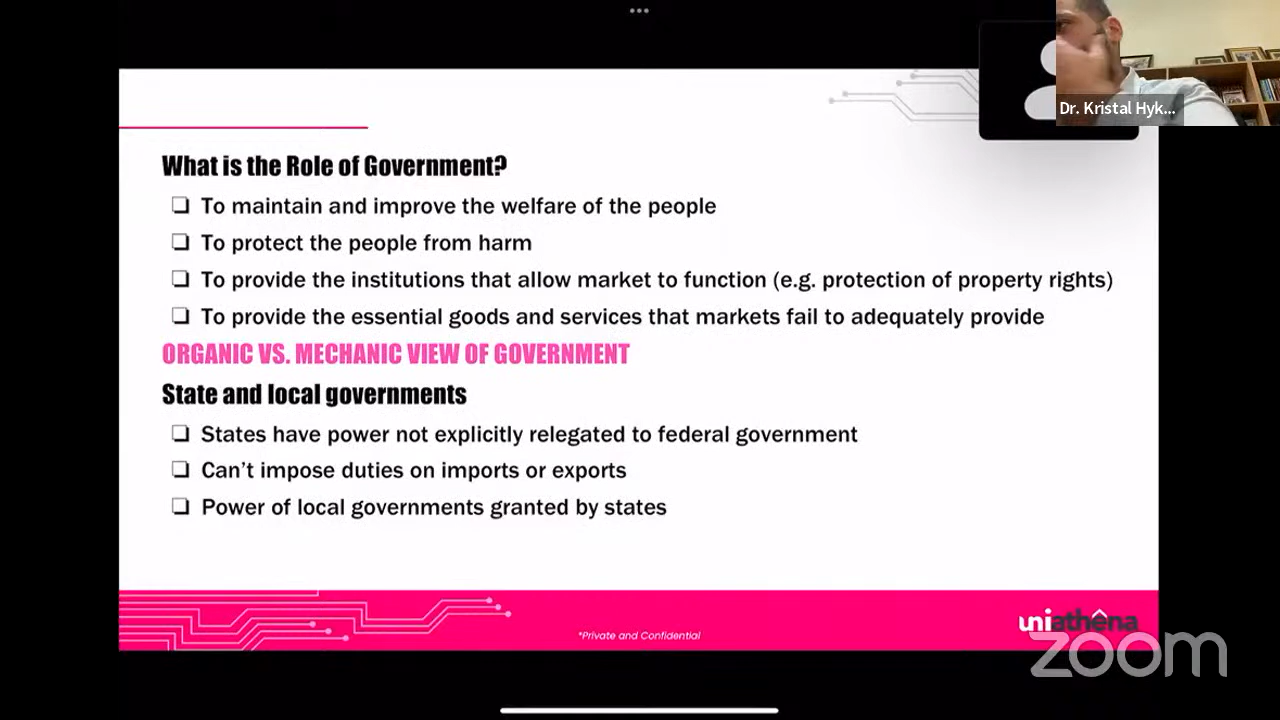 Dr. Kristal Hyk...
What is the Role of Government?
❑ To maintain and improve the welfare of the people
❑ To protect the people from harm
❑ To provide the institutions that allow market to function (e.g. protection of property rights)
❑ To provide the essential goods and services that markets fail to adequately provide
ORGANIC VS. MECHANIC VIEW OF GOVERNMENT
State and local governments
❑ States have power not explicitly relegated to federal government
❑ Can't impose duties on imports or exports
❑ Power of local governments granted by states
*Private and Confidential
uniathena
zoom